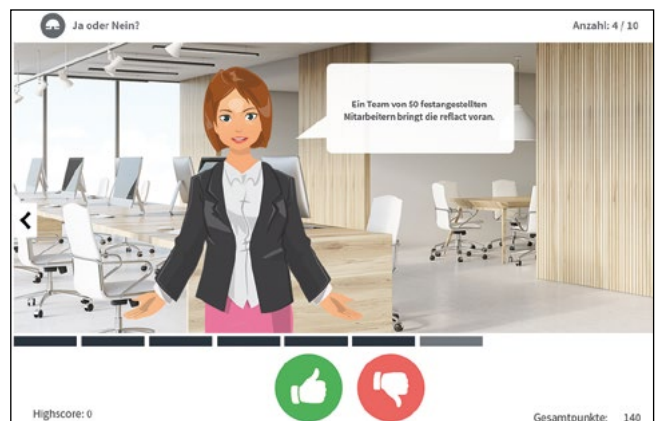 Ja oder Nein?
Anzahl: 4 / 10
Ein Team von 50 festangestellten
Mitarbeitern bringt die reflact voran.
Highscore: 0
Gesamtpunkte: 140